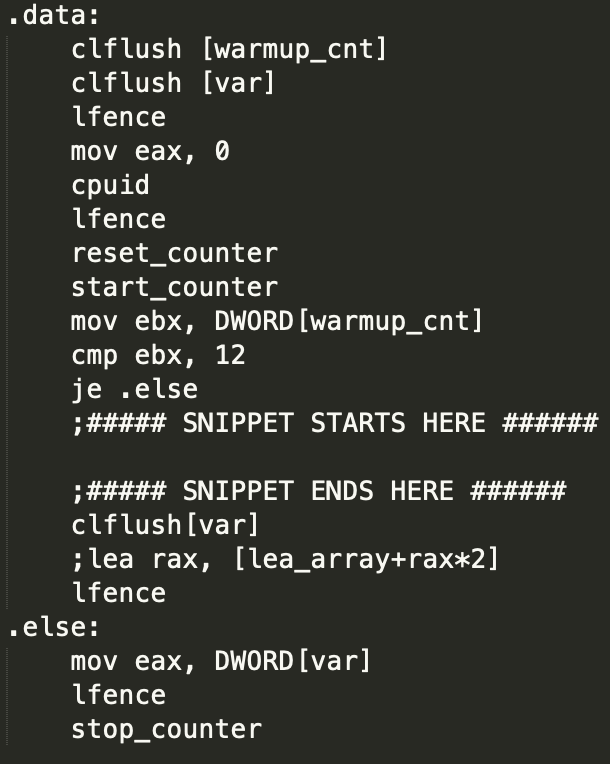 .data:
clflush [warmup_cnt]
clflush [var]
lfence
mov eax, 0
cpuid
lfence
reset_counter
start_counter
mov ebx, DWORD[warmup_cnt]
cmp ebx, 12
je .else
;##### SNIPPET STARTS HERE ######
;##### SNIPPET ENDS HERE ######
clflush[var]
;lea rax, [lea_array+rax*2]
lfence
.else:
mov eax, DWORD[var]
lfence
stop_counter